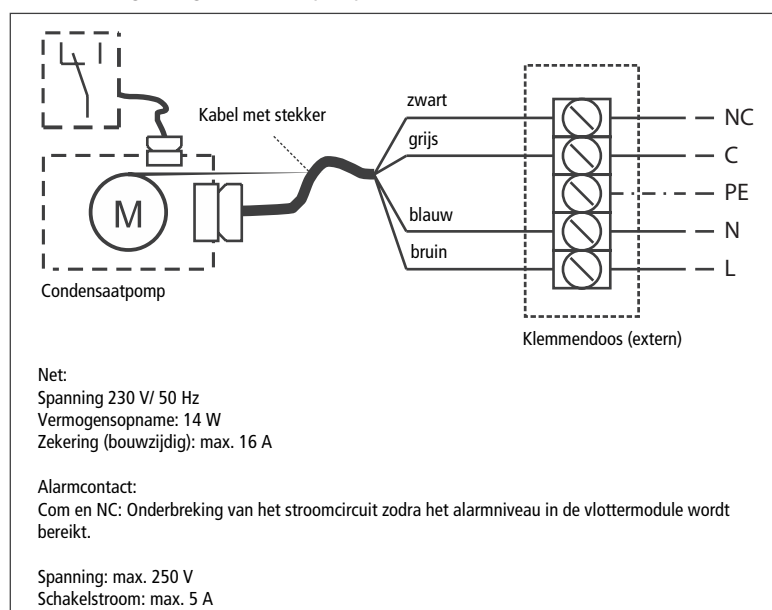 Kabel met stekker
zwart
grijs
blauw
bruin
NC
C
PE
N
L
M
Condensaatpomp
Klemmendoos (extern)
Net:
Spanning 230 V/ 50 Hz
Vermogensopname: 14 W
Zekering (bouwzijdig): max. 16 A
Alarmcontact:
Com en NC: Onderbreking van het stroomcircuit zodra het alarmniveau in de vlottermodule wordt
bereikt.
Spanning: max. 250 V
Schakelstroom: max. 5 A